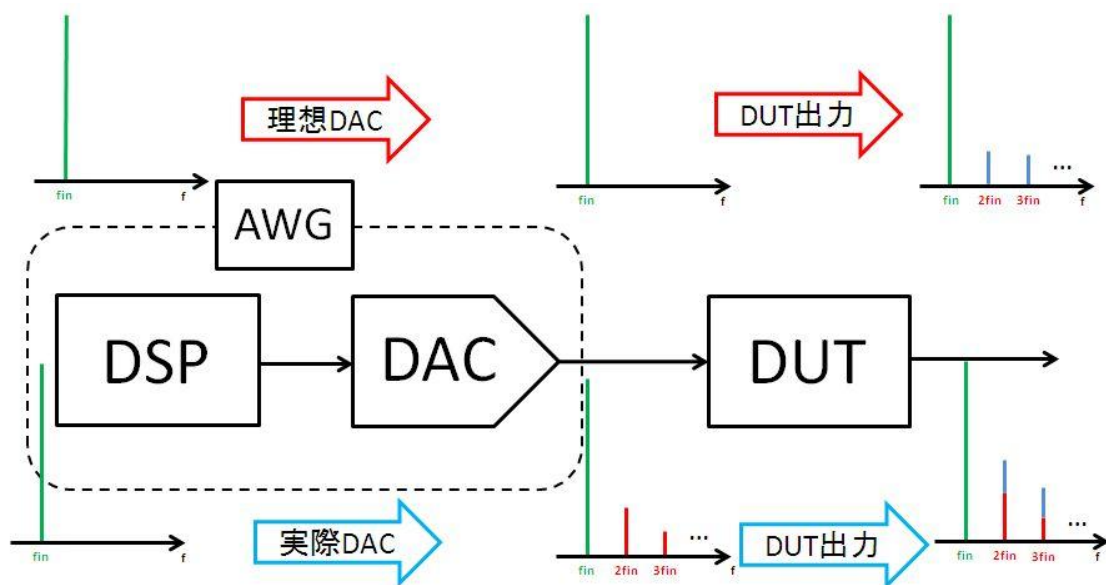 理想DAC
DUT出力
...
fin
f
fin
f
fin
2fin
3fin
f
AWG
DSP
DAC
DUT
実際DAC
DUT出力
...
...
fin
f
fin
2fin
3fin
f
fin
2fin
3fin
f